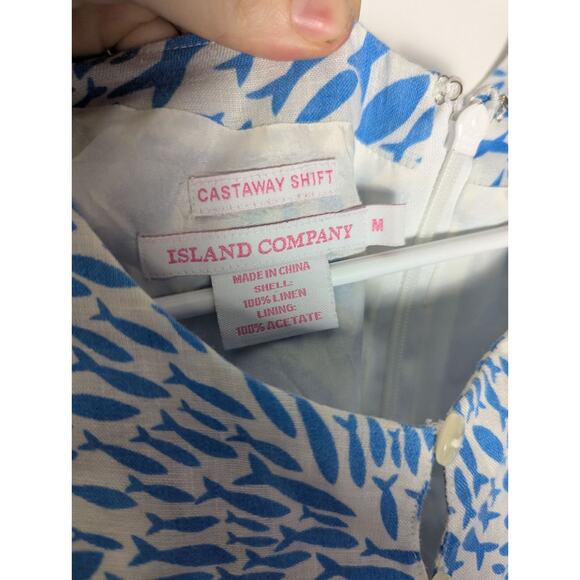 CASTAWAY SHIFT
ISLAND COMPANY
M
MADE IN CHINA
SHELL:
100% LINEN
LINING:
100% ACETATE